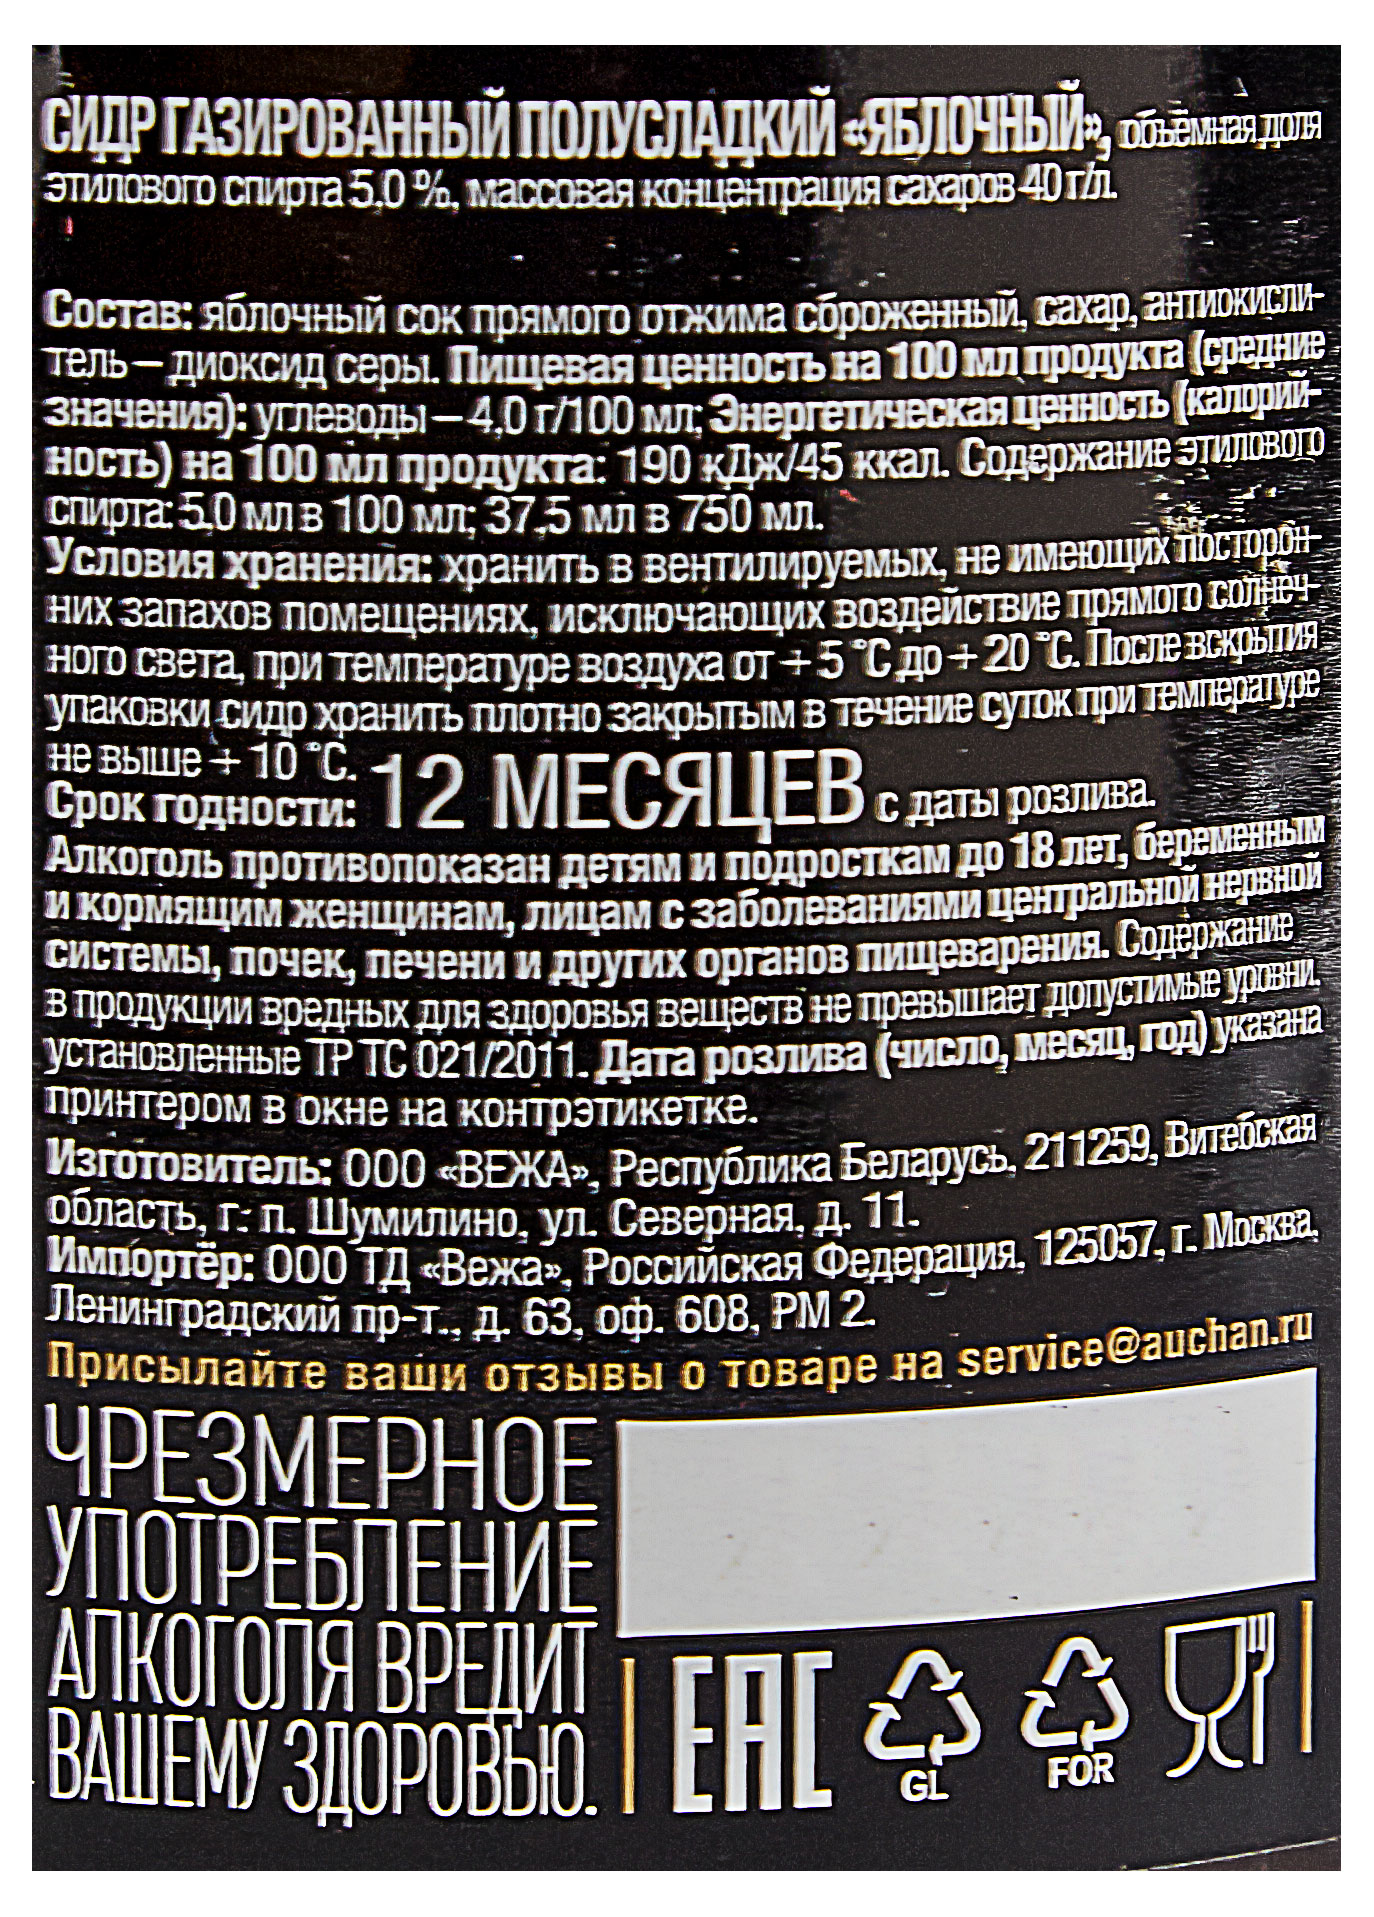 СИДР ГАЗИРОВАННЫЙ ПОЛУСЛАДКИЙ «ЯБЛОЧНЫЙ», объёмная доля
этилового спирта 5,0 %, массовая концентрация сахаров 40 г/л.
Состав: яблочный сок прямого отжима сброженный, сахар, антиокисли-
тель – диоксид серы. Пищевая ценность на 100 мл продукта (средние
значения): углеводы – 4,0 г/100 мл; Энергетическая ценность (калорий-
ность) на 100 мл продукта: 190 кДж/45 ккал. Содержание этилового
спирта: 5,0 мл в 100 мл; 37,5 мл в 750 мл.
Условия хранения: хранить в вентилируемых, не имеющих посторон-
них запахов помещениях, исключающих воздействие прямого солнеч-
ного света, при температуре воздуха от + 5 °С до + 20 °С. После вскрытия
упаковки сидр хранить плотно закрытым в течение суток при температуре
не выше + 10 °С.
Срок годности: 12 МЕСЯЦЕВ с даты розлива.
Алкоголь противопоказан детям и подросткам до 18 лет, беременным
и кормящим женщинам, лицам с заболеваниями центральной нервной
системы, почек, печени и других органов пищеварения. Содержание
в продукции вредных для здоровья веществ не превышает допустимые уровни,
установленные ТР ТС 021/2011. Дата розлива (число, месяц, год) указана
принтером в окне на контрэтикетке.
Изготовитель: ООО «ВЕЖА», Республика Беларусь, 211259, Витебская
область, г. п. Шумилино, ул. Северная, д. 11.
Импортёр: ООО ТД «Вежа», Российская Федерация, 125057, г. Москва,
Ленинградский пр-т., д. 63, оф. 608, РМ 2.
Присылайте ваши отзывы о товаре на service@auchan.ru
ЧРЕЗМЕРНОЕ
УПОТРЕБЛЕНИЕ
АЛКОГОЛЯ ВРЕДИТ
ВАШЕМУ ЗДОРОВЬЮ.
EAC
GL
FOR